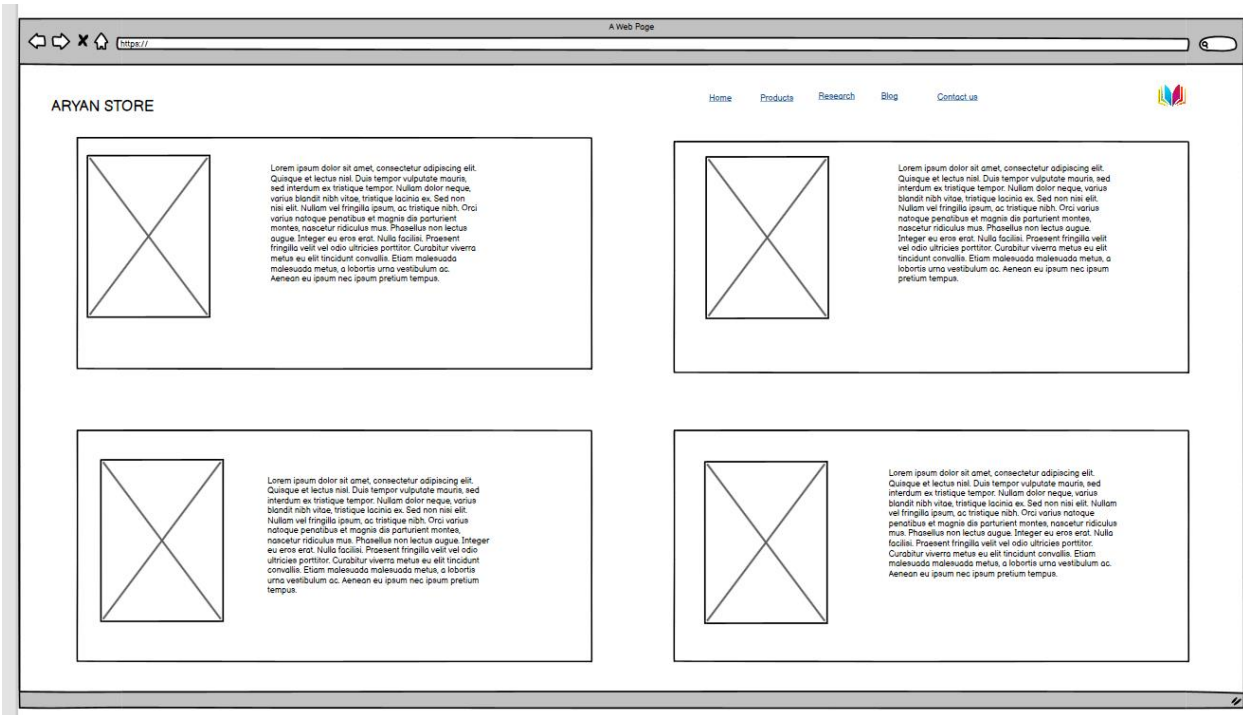 A Web Page
https://
ARYAN STORE
Home
Products
Research
Blog
Contact us
Lorem ipsum dolor sit amet, consectetur adipiscing elit.
Quisque et lectus nisl. Duis tempor vulputate mauris,
sed interdum ex tristique tempor. Nullam dolor neque,
varius blandit nibh vitae, tristique lacinia ex. Sed non
nisi elit. Nullam vel fringilla ipsum, ac tristique nibh. Orci
varius natoque penatibus et magnis dis parturient
montes, nascetur ridiculus mus. Phasellus non lectus
augue. Integer eu eros erat. Nulla facilisi. Praesent
fringilla velit vel odio ultricies porttitor. Curabitur viverra
metus eu elit tincidunt convallis. Etiam malesuada
malesuada metus, a lobortis urna vestibulum ac.
Aenean eu ipsum nec ipsum pretium tempus.
Lorem ipsum dolor sit amet, consectetur adipiscing elit.
Quisque et lectus nisl. Duis tempor vulputate mauris, sed
interdum ex tristique tempor. Nullam dolor neque, varius
blandit nibh vitae, tristique lacinia ex. Sed non nisi elit.
Nullam vel fringilla ipsum, ac tristique nibh. Orci varius
natoque penatibus et magnis dis parturient montes,
nascetur ridiculus mus. Phasellus non lectus augue.
Integer eu eros erat. Nulla facilisi. Praesent fringilla velit
vel odio ultricies porttitor. Curabitur viverra metus eu elit
tincidunt convallis. Etiam malesuada malesuada metus, a
lobortis urna vestibulum ac. Aenean eu ipsum nec ipsum
pretium tempus.
Lorem ipsum dolor sit amet, consectetur adipiscing elit.
Quisque et lectus nisl. Duis tempor vulputate mauris, sed
interdum ex tristique tempor. Nullam dolor neque, varius
blandit nibh vitae, tristique lacinia ex. Sed non nisi elit.
Nullam vel fringilla ipsum, ac tristique nibh. Orci varius
natoque penatibus et magnis dis parturient montes,
nascetur ridiculus mus. Phasellus non lectus augue. Integer
eu eros erat. Nulla facilisi. Praesent fringilla velit vel odio
ultricies porttitor. Curabitur viverra metus eu elit tincidunt
convallis. Etiam malesuada malesuada metus, a lobortis
urna vestibulum ac. Aenean eu ipsum nec ipsum pretium
tempus.
Lorem ipsum dolor sit amet, consectetur adipiscing elit.
Quisque et lectus nisl. Duis tempor vulputate mauris, sed
interdum ex tristique tempor. Nullam dolor neque, varius
blandit nibh vitae, tristique lacinia ex. Sed non nisi elit. Nullam
vel fringilla ipsum, ac tristique nibh. Orci varius natoque
penatibus et magnis dis parturient montes, nascetur ridiculus
mus. Phasellus non lectus augue. Integer eu eros erat. Nulla
facilisi. Praesent fringilla velit vel odio ultricies porttitor.
Curabitur viverra metus eu elit tincidunt convallis. Etiam
malesuada malesuada metus, a lobortis urna vestibulum ac.
Aenean eu ipsum nec ipsum pretium tempus.